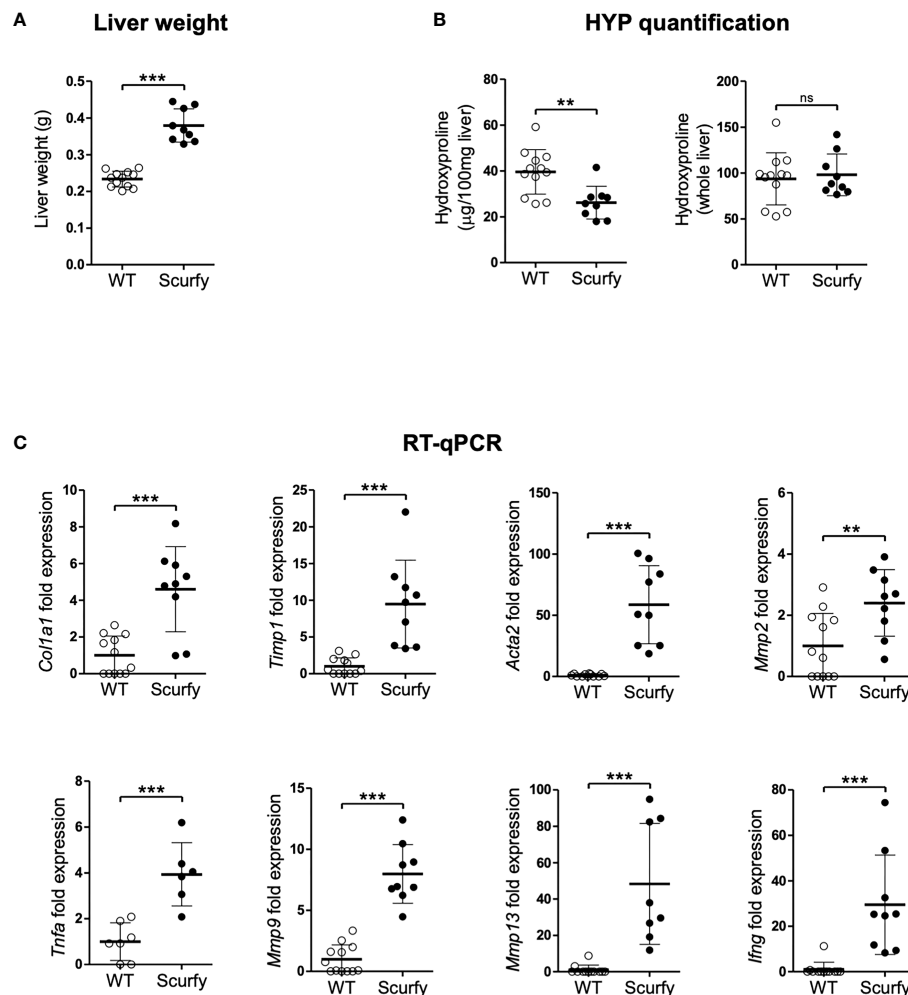 A
Liver weight
Liver weight (g)
0.5
0.4
0.3
0.2
0.1
0.0
***
WT
Scurfy
B
HYP quantification
Hydroxyproline
(µg/100mg liver)
80
60
40
20
0
**
WT
Scurfy
Hydroxyproline
(whole liver)
200
150
100
50
0
ns
WT
Scurfy
C
RT-qPCR
Col1a1 fold expression
10
8
6
4
2
0
***
WT
Scurfy
Timp1 fold expression
25
20
15
10
5
0
***
WT
Scurfy
Acta2 fold expression
150
100
50
0
***
WT
Scurfy
Mmp2 fold expression
6
4
2
0
**
WT
Scurfy
Tnfa fold expression
8
6
4
2
0
***
WT
Scurfy
Mmp9 fold expression
15
10
5
0
***
WT
Scurfy
Mmp13 fold expression
100
80
60
40
20
0
***
WT
Scurfy
Ifng fold expression
80
60
40
20
0
***
WT
Scurfy